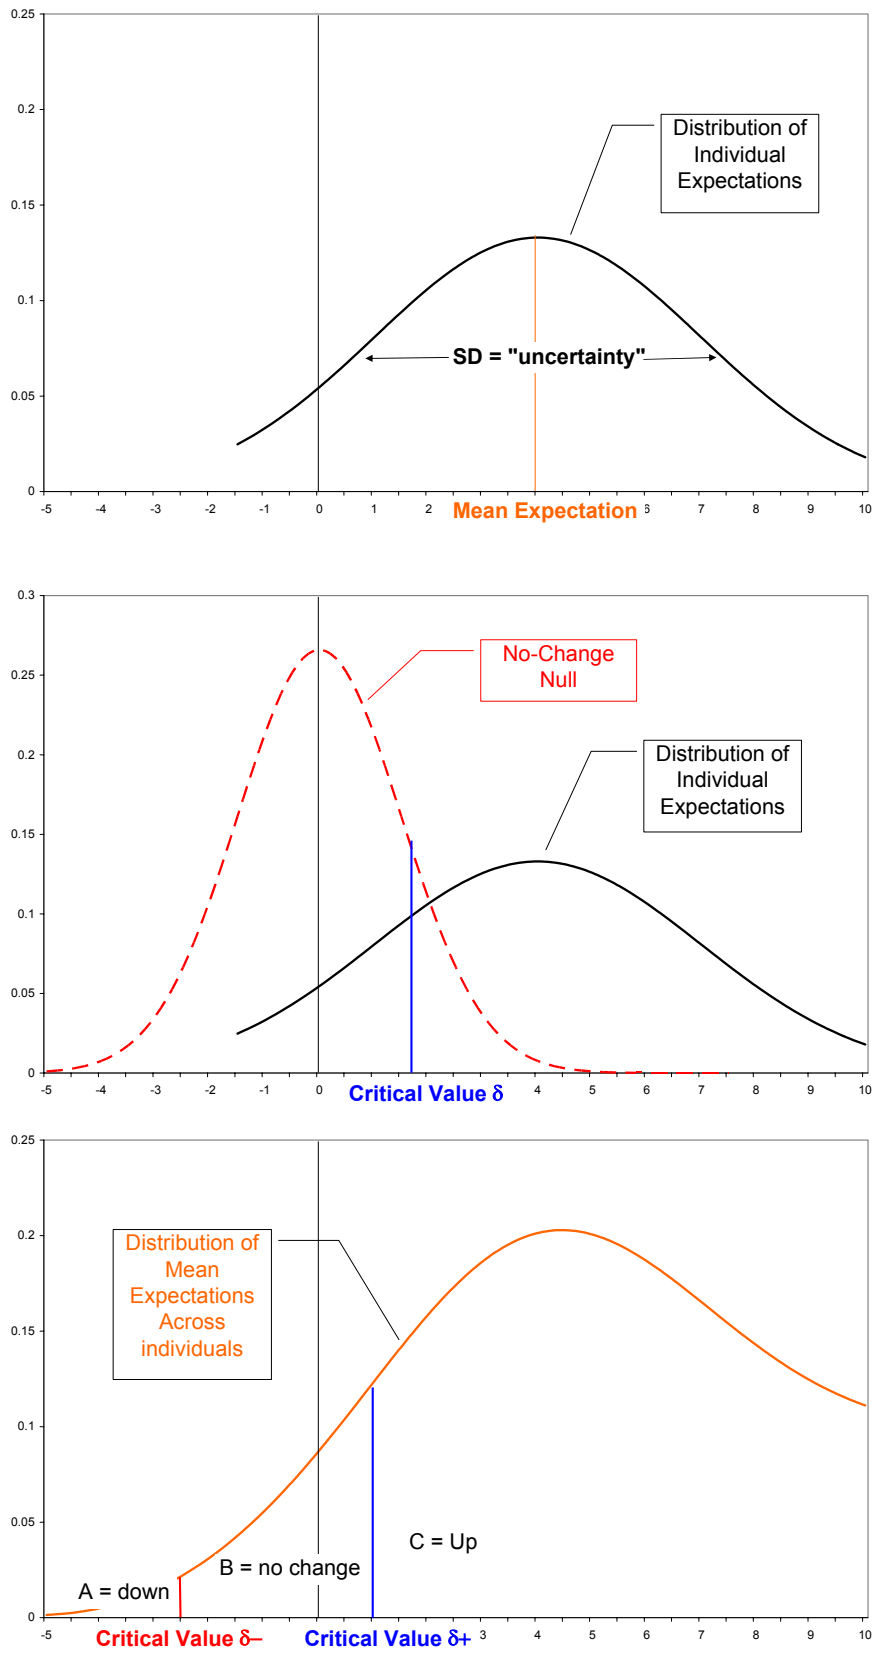 0.25
0.2
Distribution of
Individual
Expectations
0.15
0.1
SD = "uncertainty"
0.05
0
-5 -4 -3 -2 -1 0 1 2 6 7 8 9 10
Mean Expectation
0.3
No-Change
Null
0.25
Distribution of
Individual
Expectations
0.2
0.15
0.1
0.05
0
-5 -4 -3 -2 -1 0 1 4 5 6 7 8 9 10
Critical Value δ
0.25
0.2
Distribution of
Mean
Expectations
Across
individuals
0.15
0.1
0.05
C = Up
B = no change
A = down
0
-5 3 4 5 6 7 8 9 10
Critical Value δ– Critical Value δ+